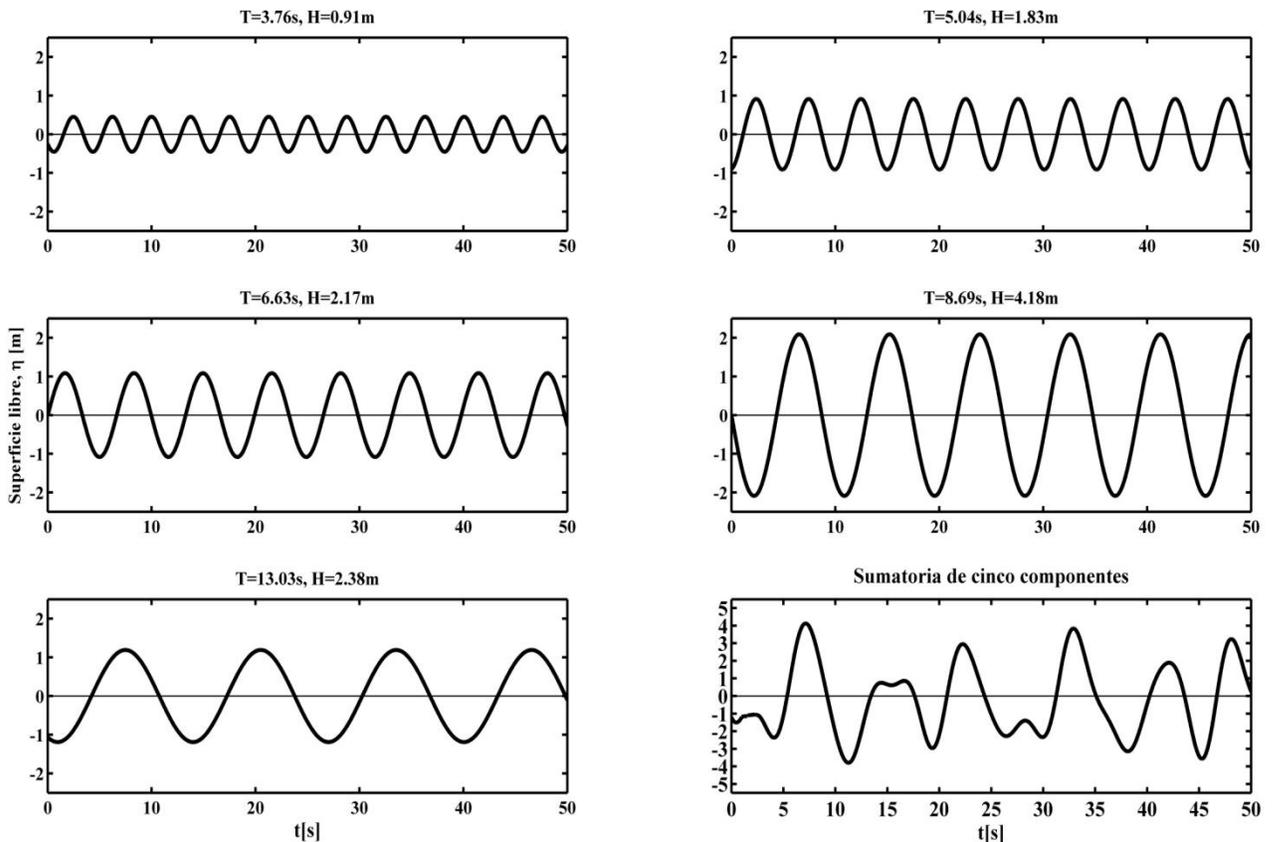 T=3.76s, H=0.91m
2
1
0
-1
-2
0 10 20 30 40 50
T=5.04s, H=1.83m
2
1
0
-1
-2
0 10 20 30 40 50
Superficie libre, η [m]
T=6.63s, H=2.17m
2
1
0
-1
-2
0 10 20 30 40 50
T=8.69s, H=4.18m
2
1
0
-1
-2
0 10 20 30 40 50
T=13.03s, H=2.38m
2
1
0
-1
-2
0 10 20 30 40 50
t[s]
Sumatoria de cinco componentes
5
4
3
2
1
0
-1
-2
-3
-4
-5
0 5 10 15 20 25 30 35 40 45 50
t[s]